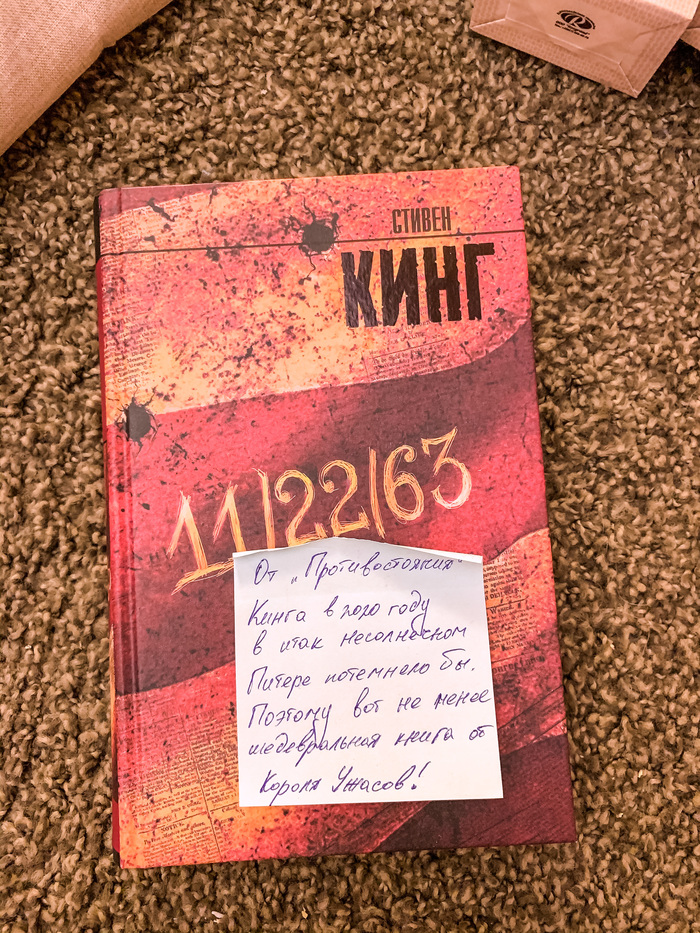 СТИВЕН
КИНГ
11/22/63
От „Противостояния"
Кинга в 2020 году
в итак несолнечном
Питере потемнело бы.
Поэтому вот не менее
шедевральная книга от
Короля Ужасов!